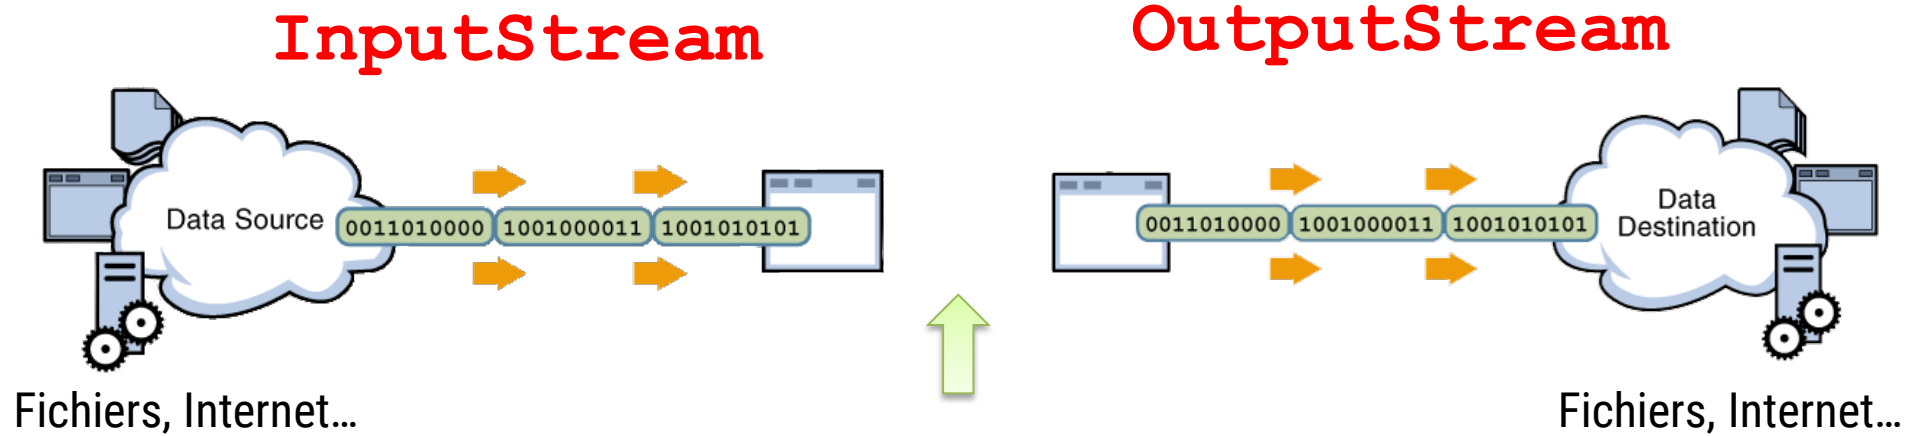 InputStream
Data Source
0011010000 1001000011 1001010101
Fichiers, Internet…
OutputStream
0011010000 1001000011 1001010101
Data
Destination
Fichiers, Internet…